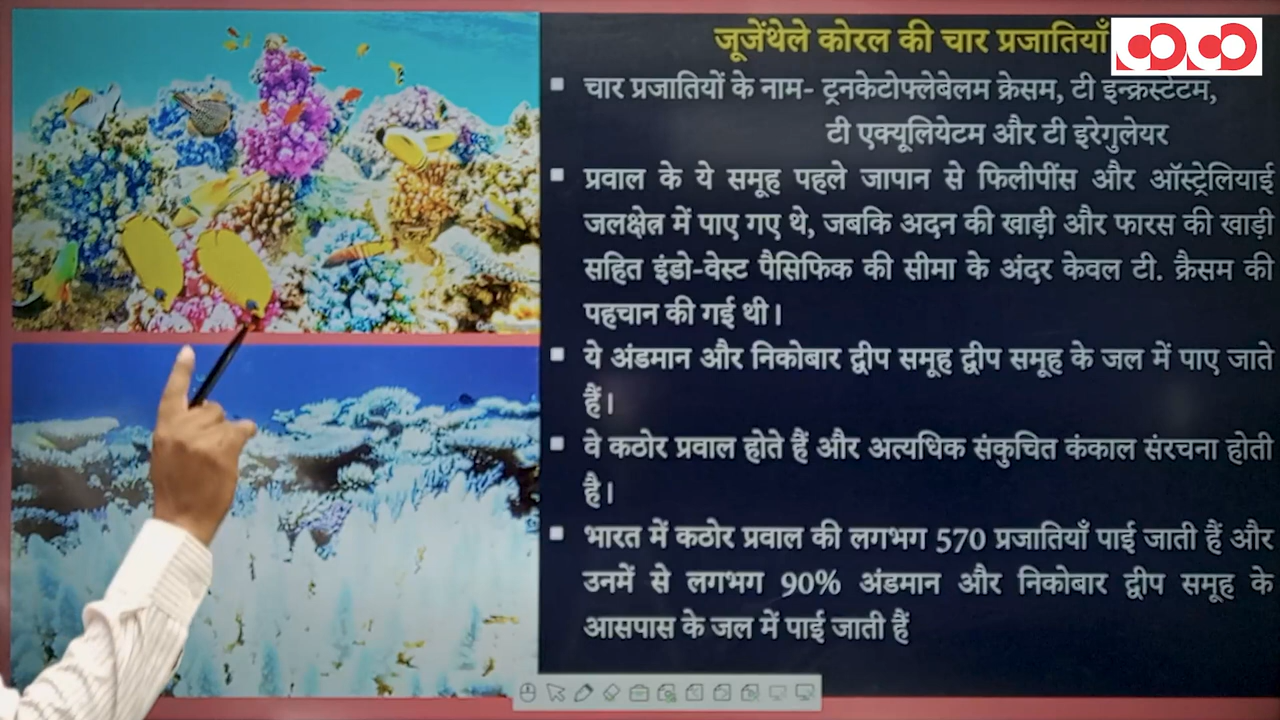 जूजेंथेले कोरल की चार प्रजातियाँ
▪ चार प्रजातियों के नाम- ट्रनकेटोफ्लेबेलम क्रेसम, टी इन्क्रस्टेटम,
टी एक्यूलियेटम और टी इरेगुलेयर
▪ प्रवाल के ये समूह पहले जापान से फिलीपींस और ऑस्ट्रेलियाई
जलक्षेत्र में पाए गए थे, जबकि अदन की खाड़ी और फारस की खाड़ी
सहित इंडो-वेस्ट पैसिफिक की सीमा के अंदर केवल टी. क्रैसम की
पहचान की गई थी।
▪ ये अंडमान और निकोबार द्वीप समूह द्वीप समूह के जल में पाए जाते
हैं।
▪ वे कठोर प्रवाल होते हैं और अत्यधिक संकुचित कंकाल संरचना होती
है।
▪ भारत में कठोर प्रवाल की लगभग 570 प्रजातियाँ पाई जाती हैं और
उनमें से लगभग 90% अंडमान और निकोबार द्वीप समूह के
आसपास के जल में पाई जाती हैं